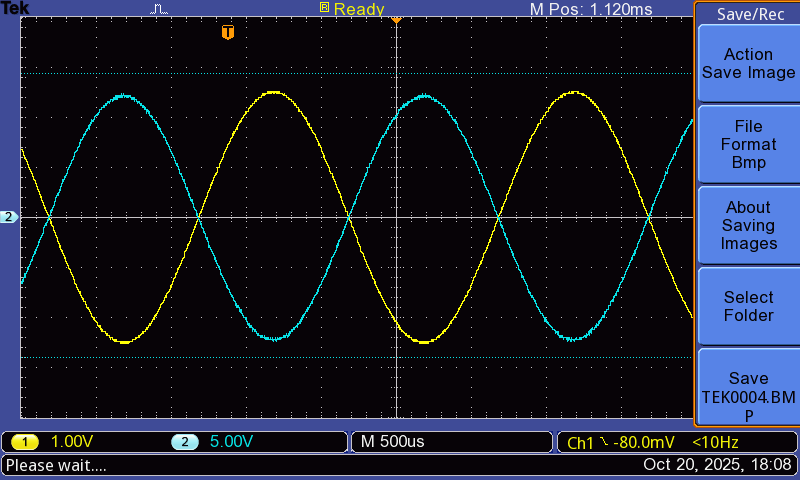 Tek
R Ready
M Pos: 1.120ms
Save/Rec
T
Action
Save Image
File
Format
Bmp
About
Saving
Images
2
Select
Folder
Save
TEK0004.BM
P
1 1.00V 2 5.00V M 500us Ch1 -80.0mV <10Hz
Please wait.... Oct 20, 2025, 18:08